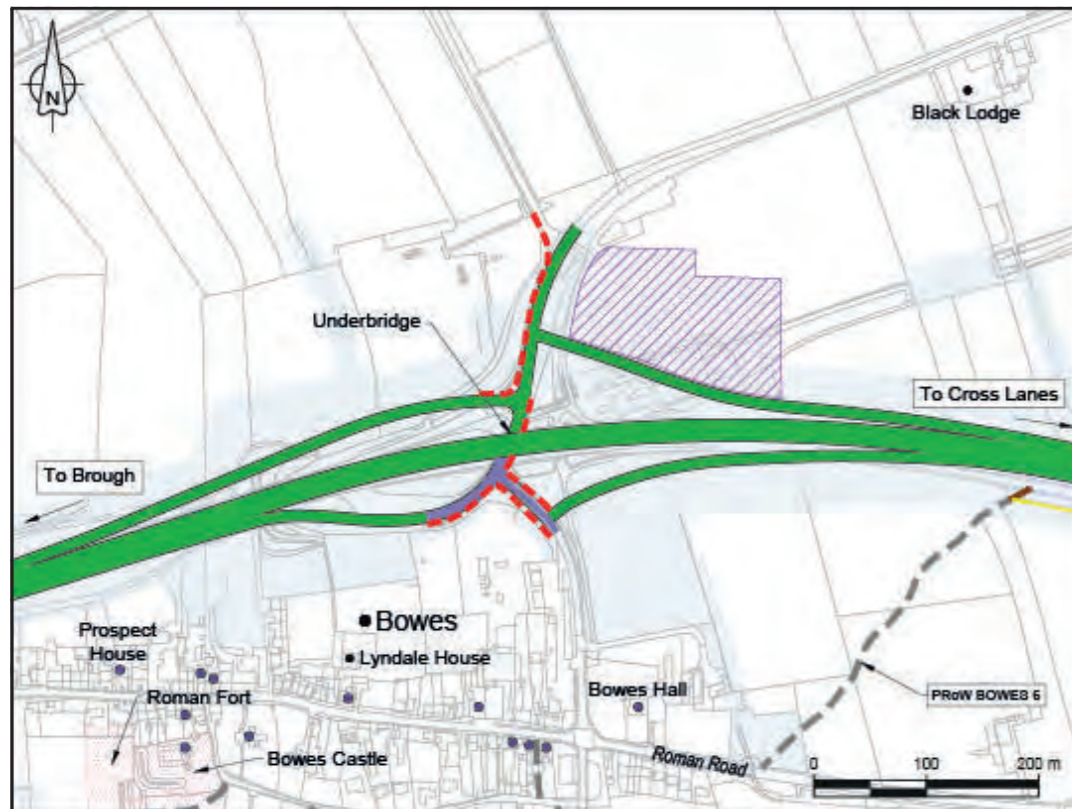 N
Black Lodge
Underbridge
To Cross Lanes
To Brough
Bowes
Prospect
House
Lyndale House
Roman Fort
Bowes Hall
PRoW BOWES 6
Bowes Castle
Roman Road
0 100 200 m